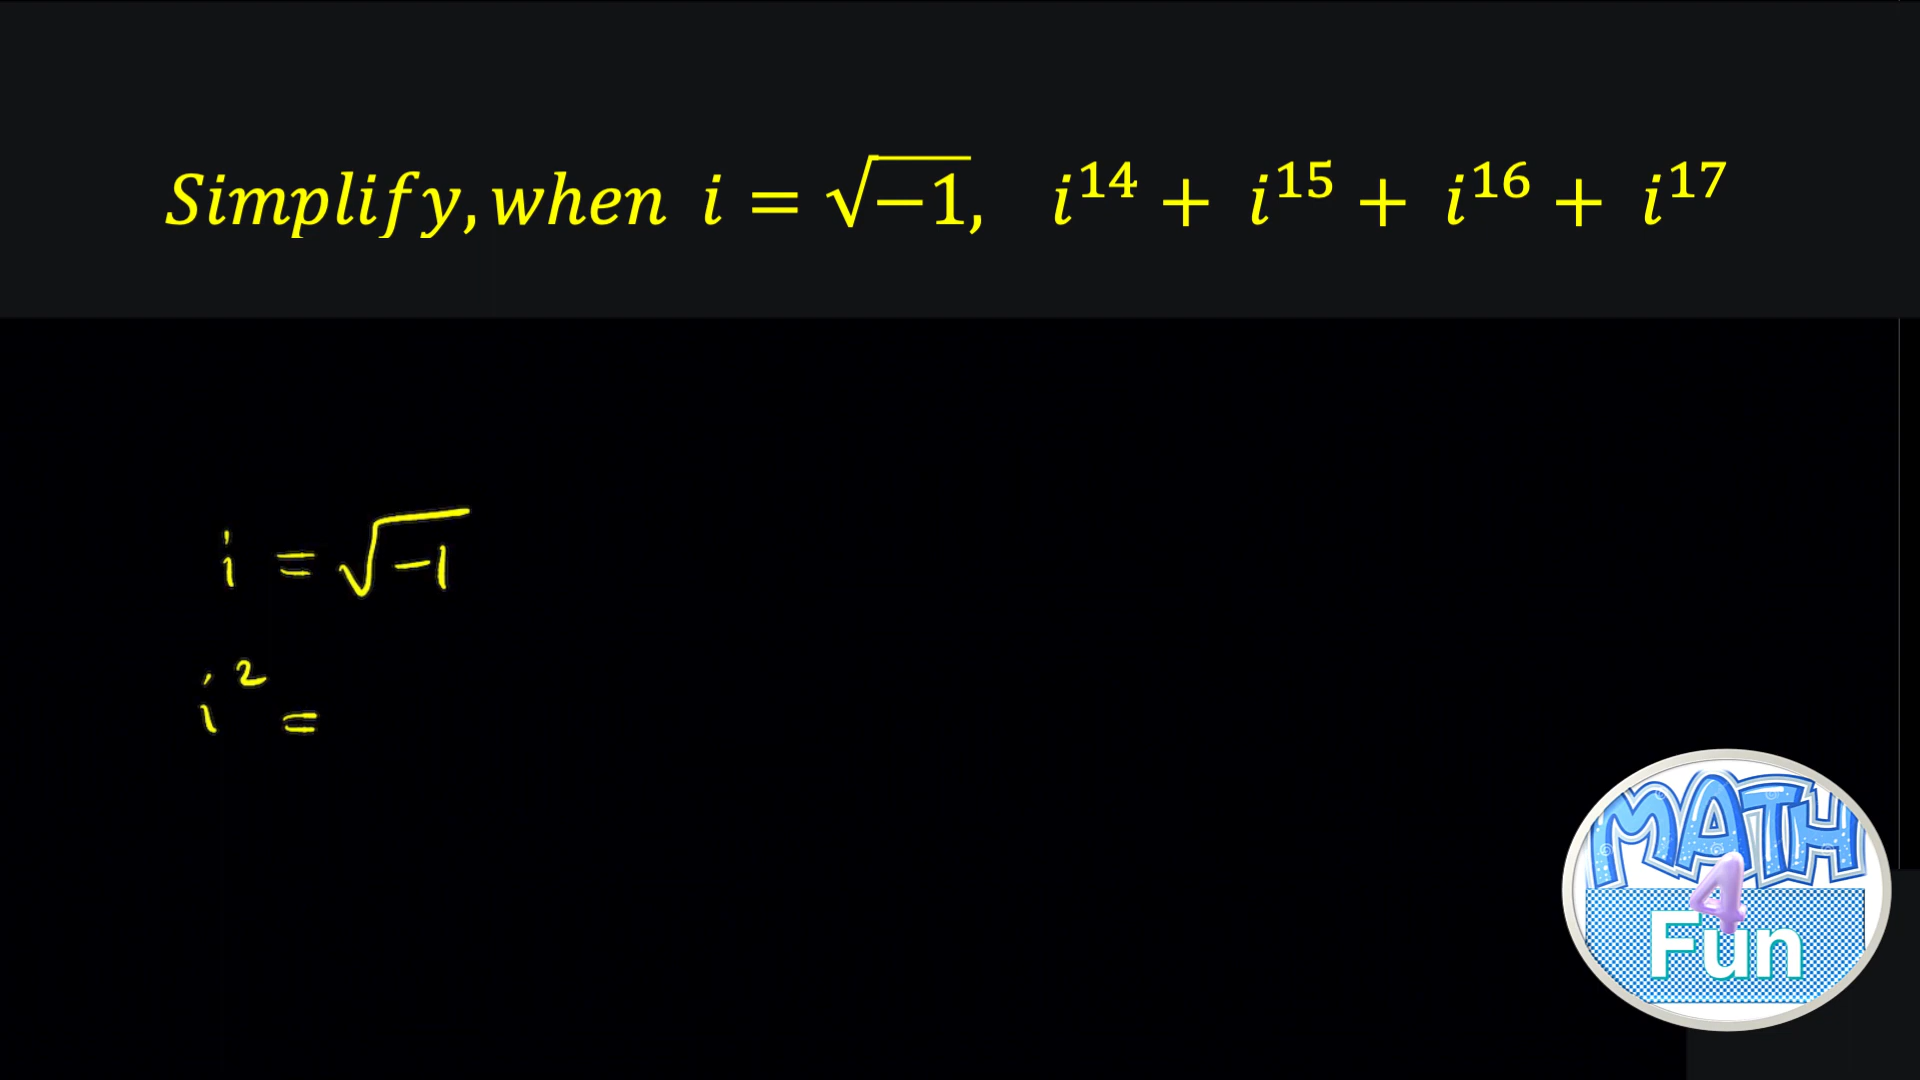 Simplify, when i = √−1, i¹⁴ + i¹⁵ + i¹⁶ + i¹⁷
i = √−1
i² =
MATH
4
Fun